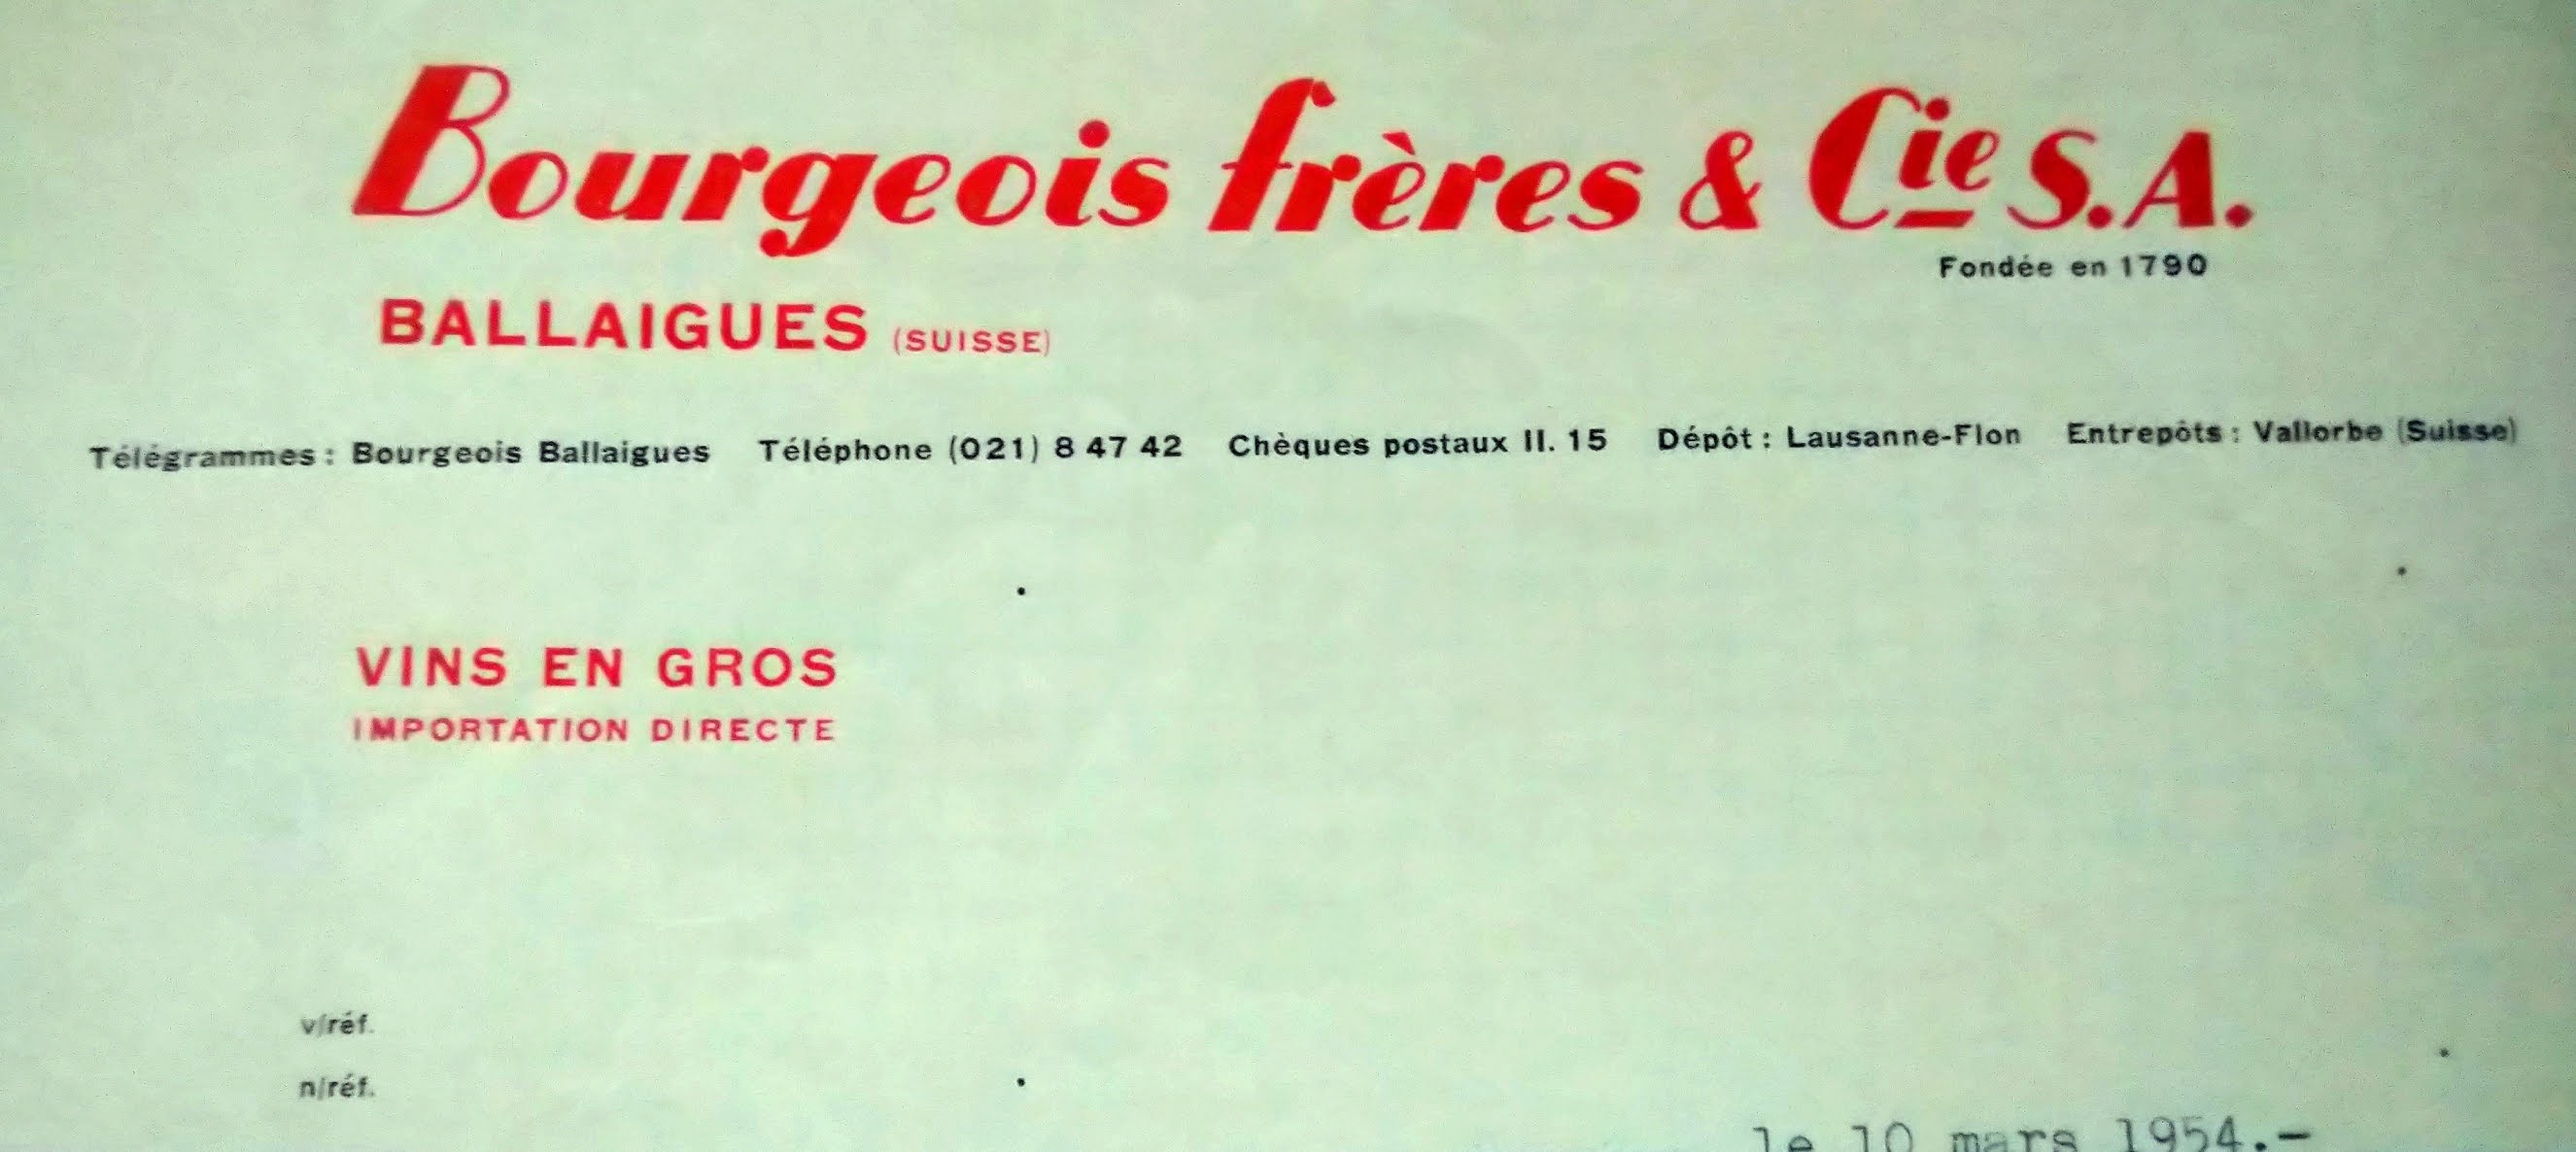 Bourgeois frères & Cie S.A.
Fondée en 1790
BALLAIGUES (SUISSE)
Télégrammes : Bourgeois Ballaigues Téléphone (021) 8 47 42 Chèques postaux II. 15 Dépôt : Lausanne-Flon Entrepôts : Vallorbe (Suisse)
VINS EN GROS
IMPORTATION DIRECTE
v/réf.
n/réf.
le 10 mars 1954.-